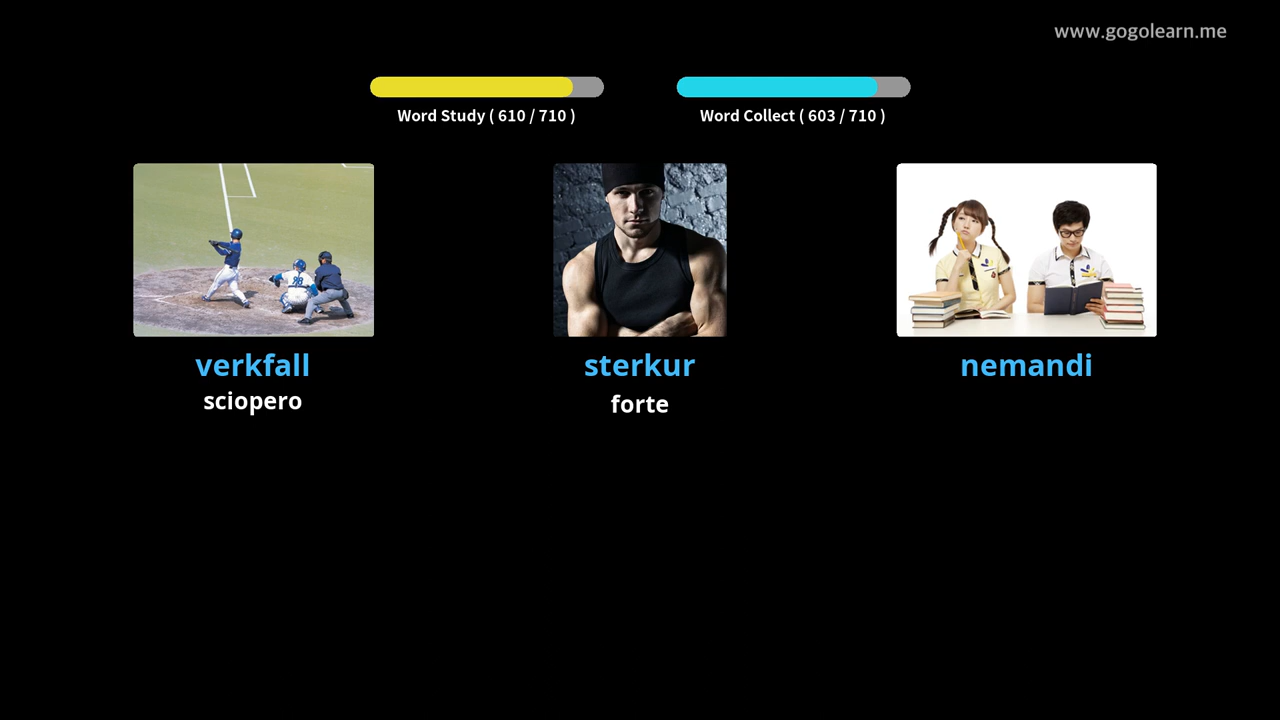 www.gogolearn.me
Word Study ( 610 / 710 )
Word Collect ( 603 / 710 )
verkfall
sciopero
sterkur
forte
nemandi